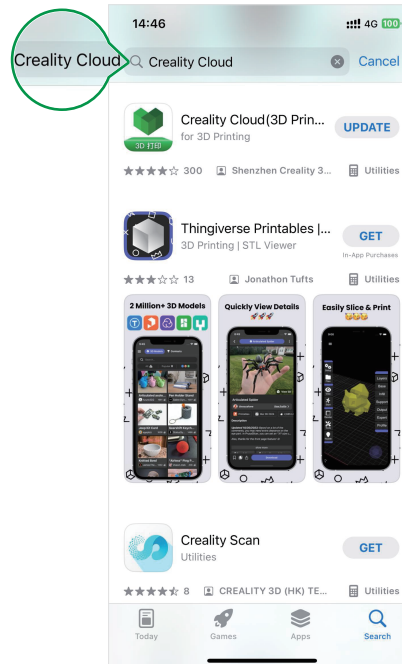 14:46
4G 100
Creality Cloud
Creality Cloud
Cancel
Creality Cloud(3D Prin...
for 3D Printing
UPDATE
3D 打印
300
Shenzhen Creality 3...
Utilities
Thingiverse Printables |...
3D Printing | STL Viewer
GET
In-App Purchases
13
Jonathon Tufts
Utilities
2 Million+ 3D Models
Quickly View Details
Easily Slice & Print
Creality Scan
Utilities
GET
8
CREALITY 3D (HK) TE...
Utilities
Today
Games
Apps
Search